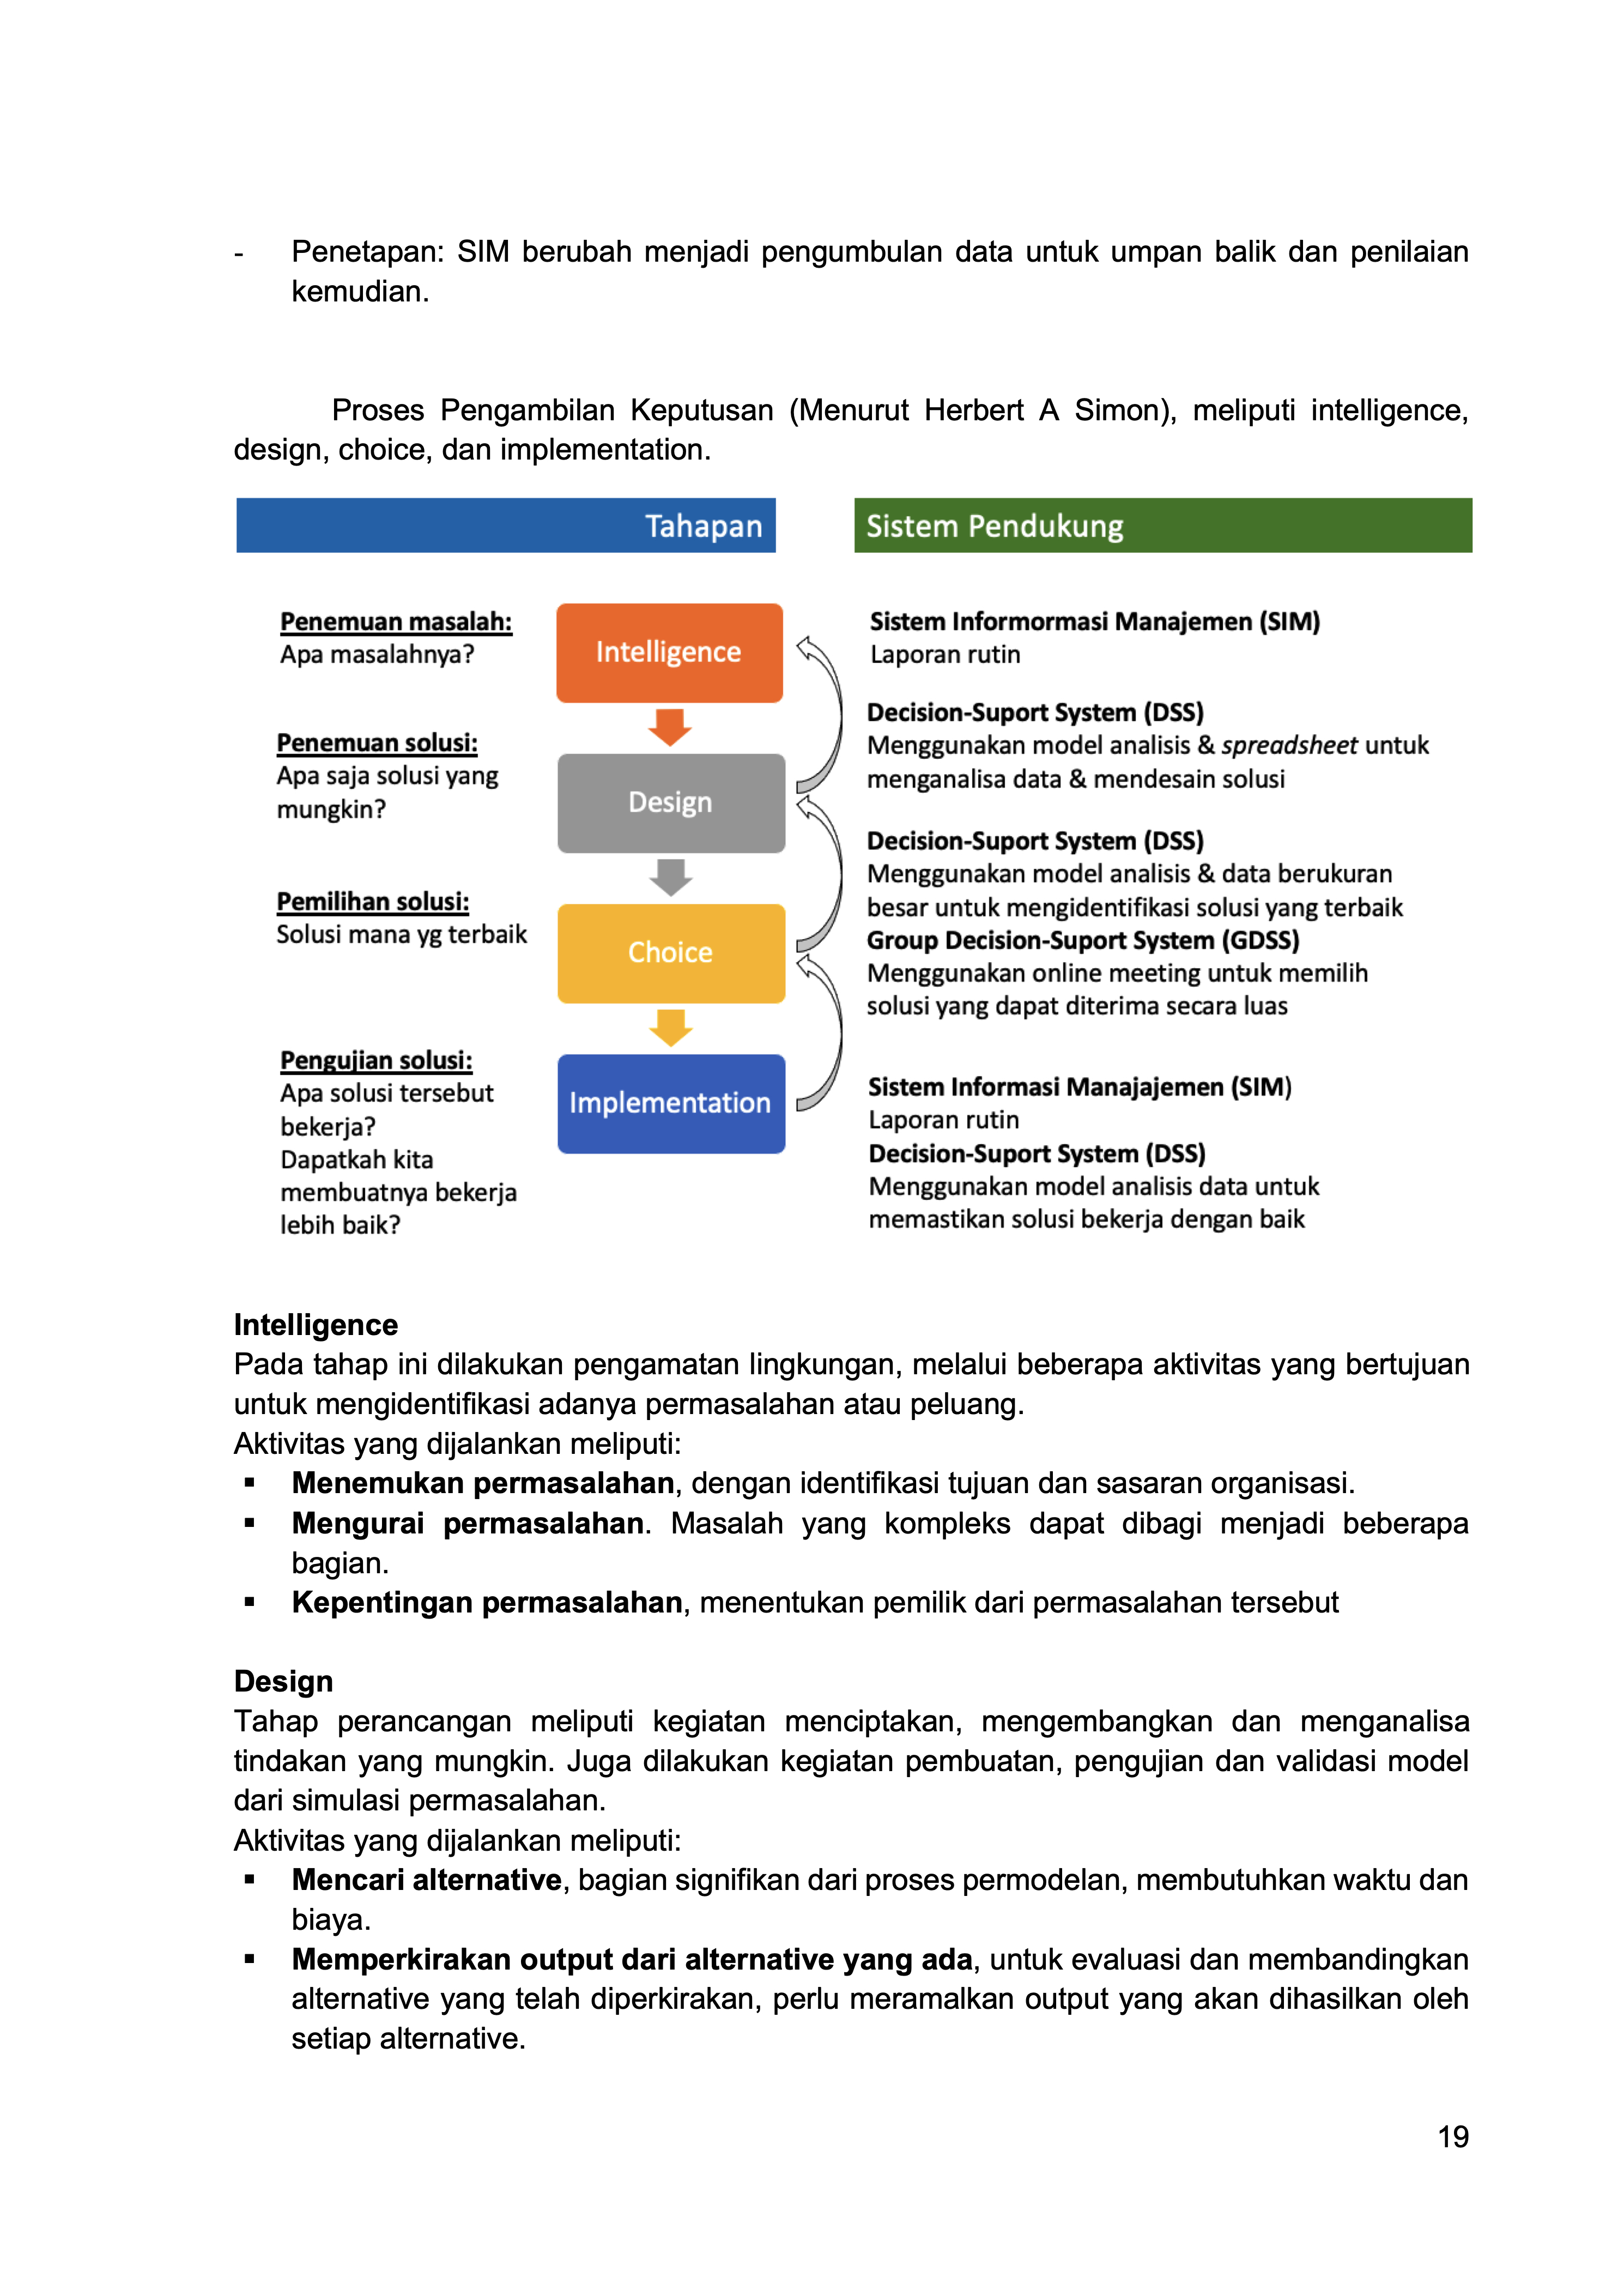 - Penetapan: SIM berubah menjadi pengumbulan data untuk umpan balik dan penilaian
kemudian.
Proses Pengambilan Keputusan (Menurut Herbert A Simon), meliputi intelligence,
design, choice, dan implementation.
Tahapan
Sistem Pendukung
Penemuan masalah:
Apa masalahnya?
Intelligence
Sistem Informormasi Manajemen (SIM)
Laporan rutin
Penemuan solusi:
Apa saja solusi yang
mungkin?
Design
Decision-Suport System (DSS)
Menggunakan model analisis & spreadsheet untuk
menganalisa data & mendesain solusi
Pemilihan solusi:
Solusi mana yg terbaik
Choice
Decision-Suport System (DSS)
Menggunakan model analisis & data berukuran
besar untuk mengidentifikasi solusi yang terbaik
Group Decision-Suport System (GDSS)
Menggunakan online meeting untuk memilih
solusi yang dapat diterima secara luas
Pengujian solusi:
Apa solusi tersebut
bekerja?
Dapatkah kita
membuatnya bekerja
lebih baik?
Implementation
Sistem Informasi Manajajemen (SIM)
Laporan rutin
Decision-Suport System (DSS)
Menggunakan model analisis data untuk
memastikan solusi bekerja dengan baik
Intelligence
Pada tahap ini dilakukan pengamatan lingkungan, melalui beberapa aktivitas yang bertujuan
untuk mengidentifikasi adanya permasalahan atau peluang.
Aktivitas yang dijalankan meliputi:
▪ Menemukan permasalahan, dengan identifikasi tujuan dan sasaran organisasi.
▪ Mengurai permasalahan. Masalah yang kompleks dapat dibagi menjadi beberapa
bagian.
▪ Kepentingan permasalahan, menentukan pemilik dari permasalahan tersebut
Design
Tahap perancangan meliputi kegiatan menciptakan, mengembangkan dan menganalisa
tindakan yang mungkin. Juga dilakukan kegiatan pembuatan, pengujian dan validasi model
dari simulasi permasalahan.
Aktivitas yang dijalankan meliputi:
▪ Mencari alternative, bagian signifikan dari proses permodelan, membutuhkan waktu dan
biaya.
▪ Memperkirakan output dari alternative yang ada, untuk evaluasi dan membandingkan
alternative yang telah diperkirakan, perlu meramalkan output yang akan dihasilkan oleh
setiap alternative.
19